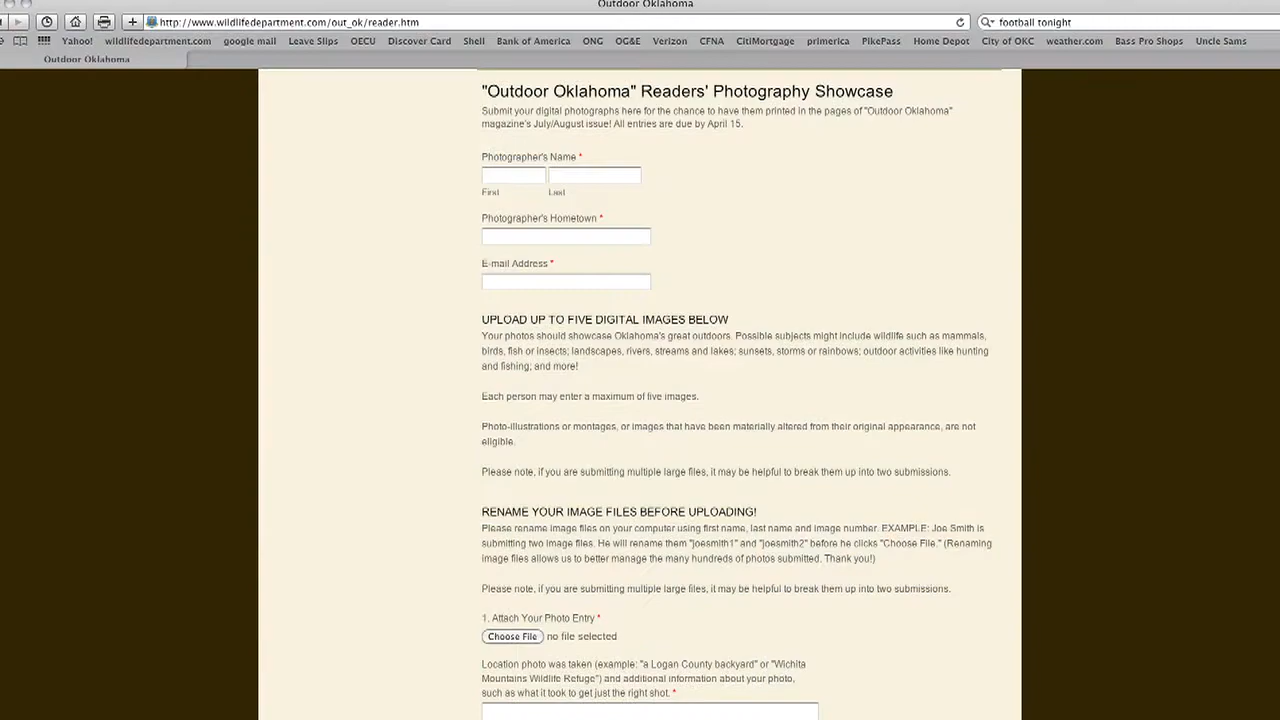 Outdoor Oklahoma
http://www.wildlifedepartment.com/out_ok/reader.htm
football tonight
Yahoo! wildlifedepartment.com google mail Leave Slips OECU Discover Card Shell Bank of America ONG OG&E Verizon CFNA CitiMortgage primerica PikePass Home Depot City of OKC weather.com Bass Pro Shops Uncle Sams
Outdoor Oklahoma
"Outdoor Oklahoma" Readers' Photography Showcase
Submit your digital photographs here for the chance to have them printed in the pages of "Outdoor Oklahoma"
magazine's July/August issue! All entries are due by April 15.
Photographer's Name *
First Last
Photographer's Hometown *
E-mail Address *
UPLOAD UP TO FIVE DIGITAL IMAGES BELOW
Your photos should showcase Oklahoma's great outdoors. Possible subjects might include wildlife such as mammals,
birds, fish or insects; landscapes, rivers, streams and lakes; sunsets, storms or rainbows; outdoor activities like hunting
and fishing; and more!
Each person may enter a maximum of five images.
Photo-illustrations or montages, or images that have been materially altered from their original appearance, are not
eligible.
Please note, if you are submitting multiple large files, it may be helpful to break them up into two submissions.
RENAME YOUR IMAGE FILES BEFORE UPLOADING!
Please rename image files on your computer using first name, last name and image number. EXAMPLE: Joe Smith is
submitting two image files. He will rename them "joesmith1" and "joesmith2" before he clicks "Choose File." (Renaming
image files allows us to better manage the many hundreds of photos submitted. Thank you!)
Please note, if you are submitting multiple large files, it may be helpful to break them up into two submissions.
1. Attach Your Photo Entry *
Choose File no file selected
Location photo was taken (example: "a Logan County backyard" or "Wichita
Mountains Wildlife Refuge") and additional information about your photo,
such as what it took to get just the right shot. *